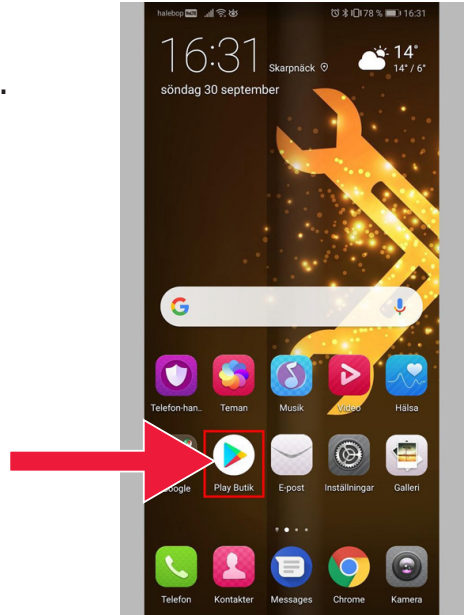 halebop 78 % 16:31
16:31 Skarpnäck 14°
14° / 6°
söndag 30 september
.
G
Telefon-han.. Teman Musik Video Hälsa
Google Play Butik E-post Inställningar Galleri
Telefon Kontakter Messages Chrome Kamera